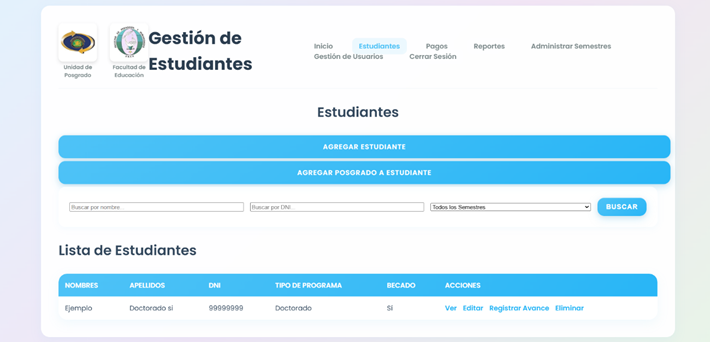 Unidad de
Posgrado
Facultad de
Educación
Gestión de
Estudiantes
Inicio Estudiantes Pagos Reportes Administrar Semestres
Gestión de Usuarios Cerrar Sesión
Estudiantes
AGREGAR ESTUDIANTE
AGREGAR POSGRADO A ESTUDIANTE
Buscar por nombre... Buscar por DNI... Todos los Semestres BUSCAR
Lista de Estudiantes
NOMBRES APELLIDOS DNI TIPO DE PROGRAMA BECADO ACCIONES
Ejemplo Doctorado si 99999999 Doctorado Sí Ver Editar Registrar Avance Eliminar